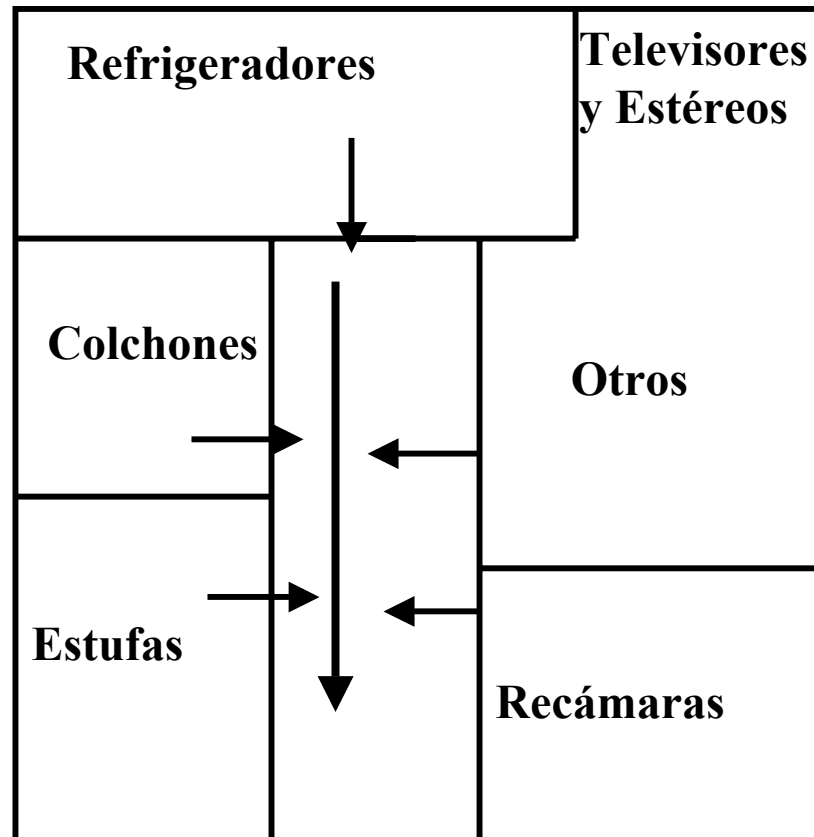 Refrigeradores
Televisores
y Estéreos
Colchones
Otros
Estufas
Recámaras